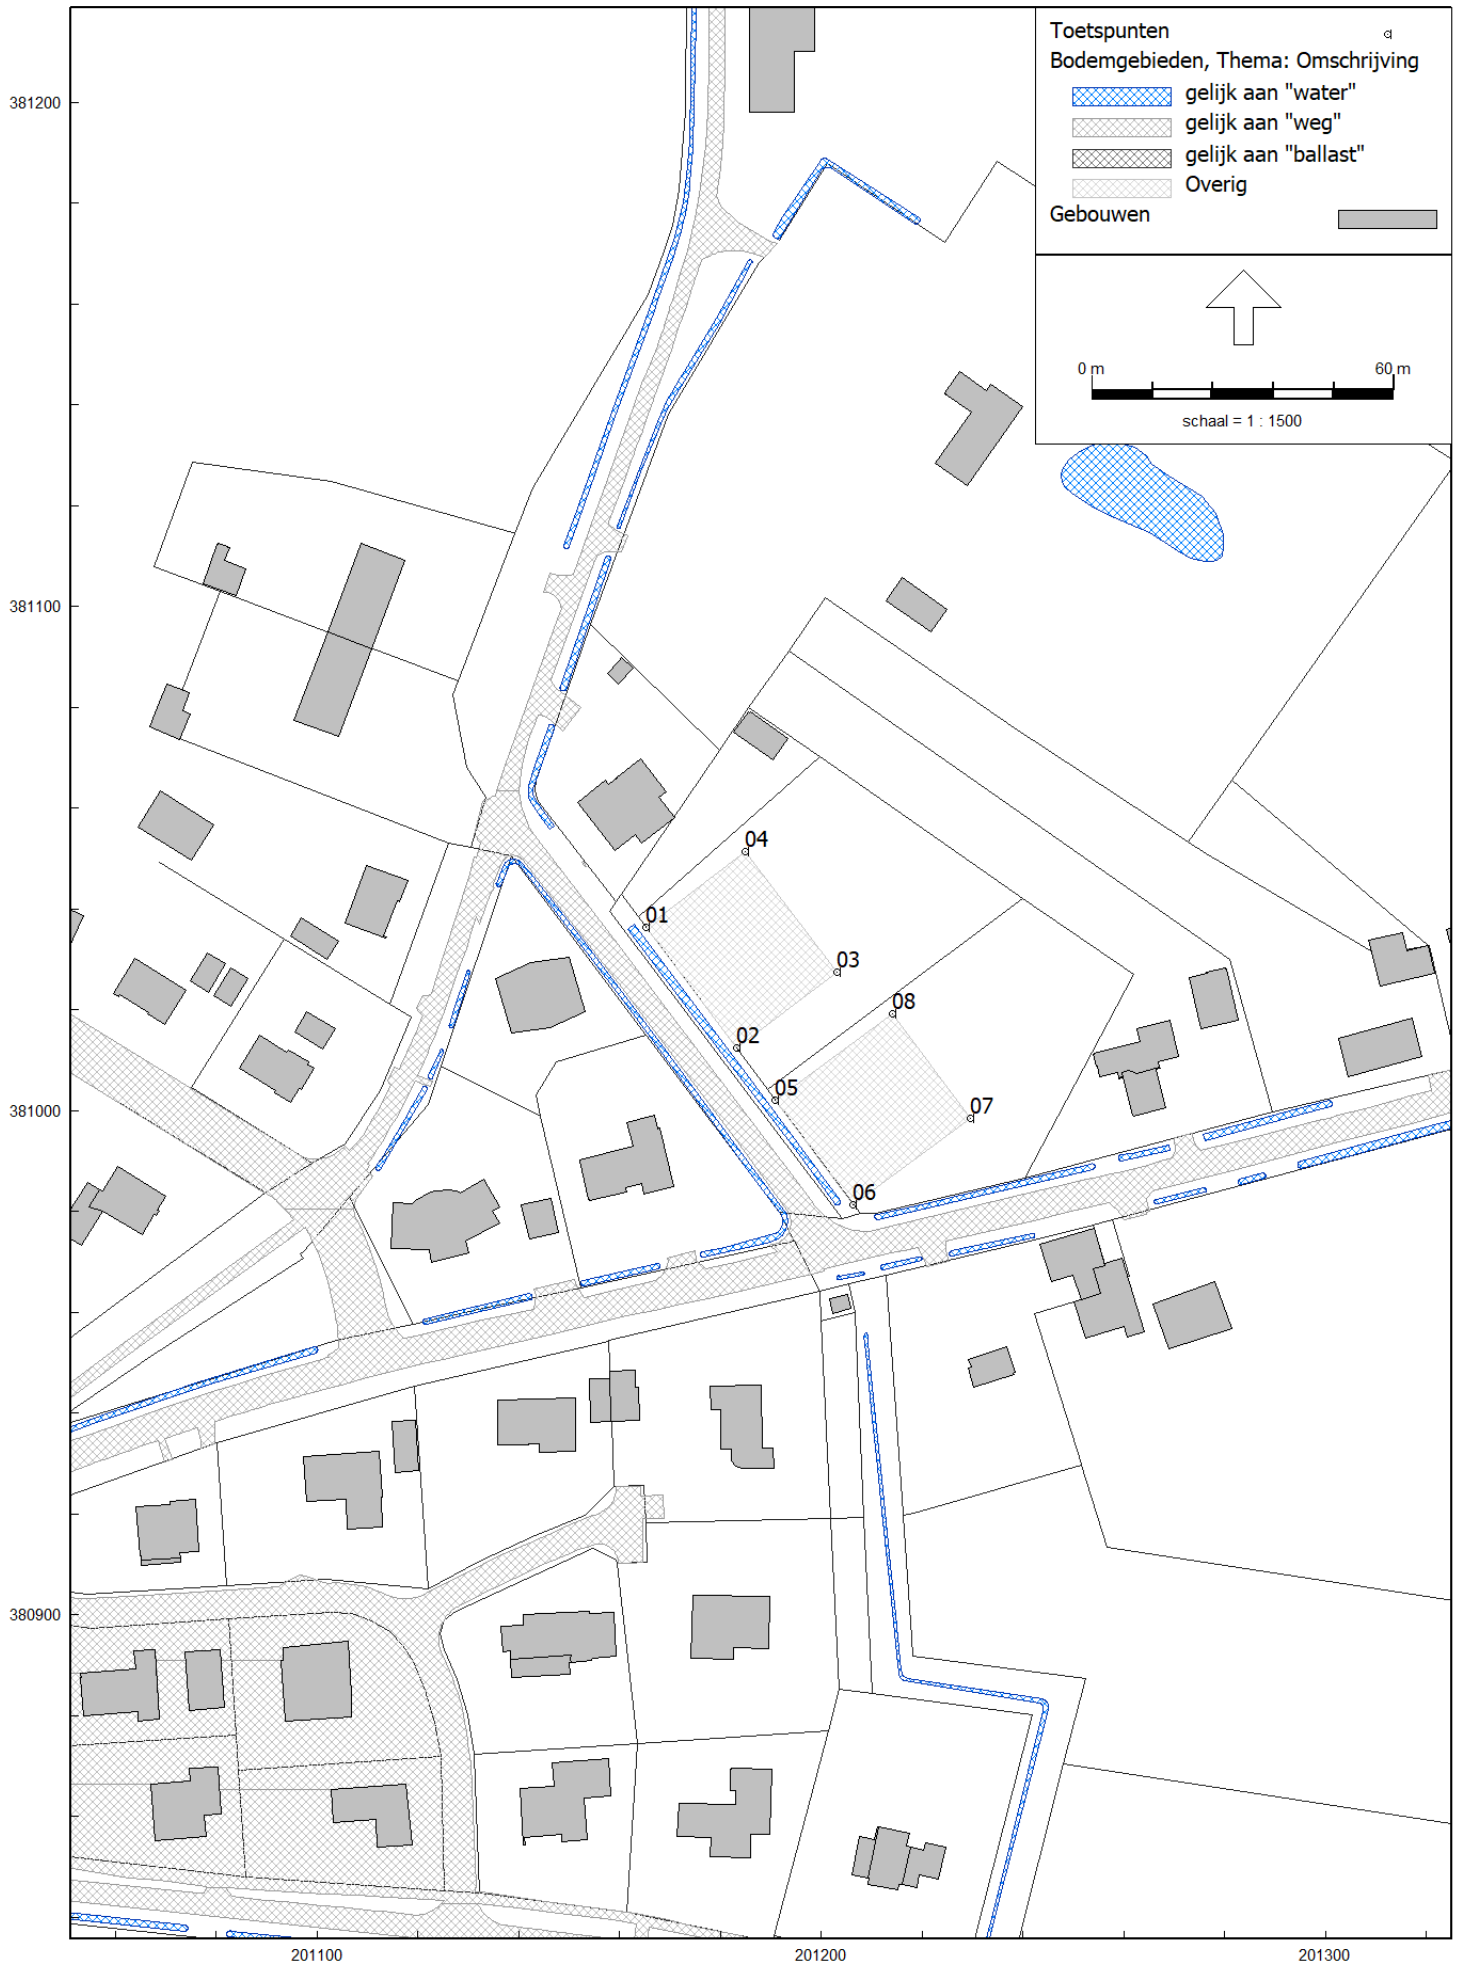 Toetspunten
Bodemgebieden, Thema: Omschrijving
gelijk aan "water"
gelijk aan "weg"
gelijk aan "ballast"
Overig
Gebouwen
0 m 60 m
schaal = 1 : 1500
381200
381100
381000
380900
04
01
03
08
02
05
07
06
201100 201200 201300